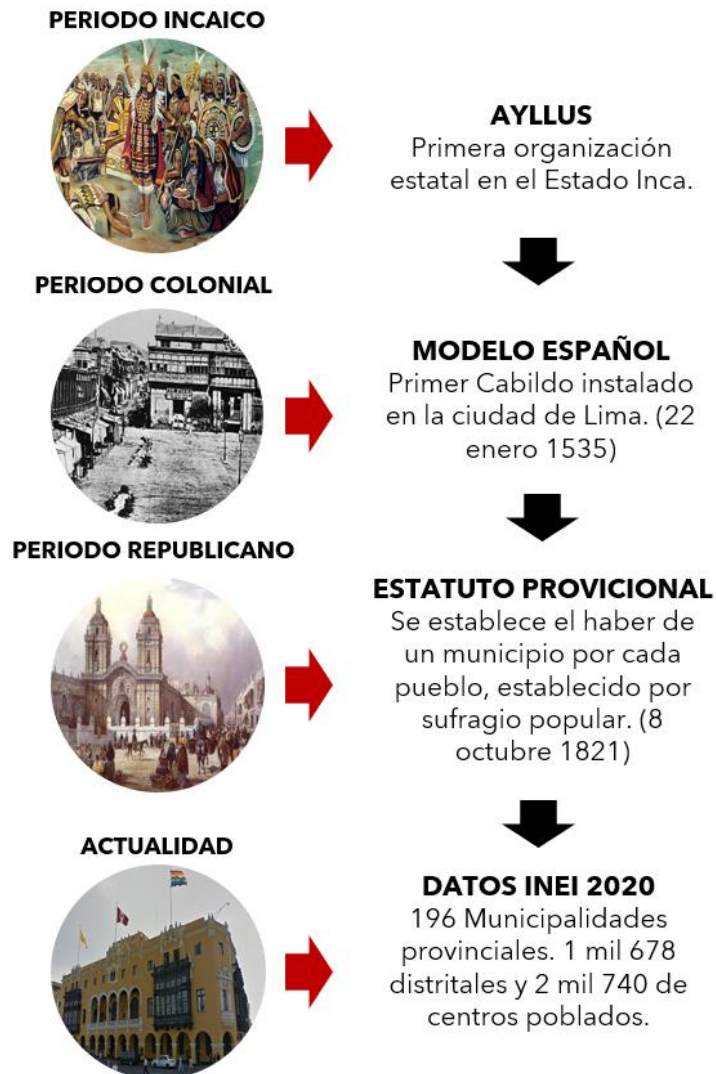 PERIODO INCAICO
AYLLUS
Primera organización
estatal en el Estado Inca.
PERIODO COLONIAL
MODELO ESPAÑOL
Primer Cabildo instalado
en la ciudad de Lima. (22
enero 1535)
PERIODO REPUBLICANO
ESTATUTO PROVICIONAL
Se establece el haber de
un municipio por cada
pueblo, establecido por
sufragio popular. (8
octubre 1821)
ACTUALIDAD
DATOS INEI 2020
196 Municipalidades
provinciales. 1 mil 678
distritales y 2 mil 740 de
centros poblados.